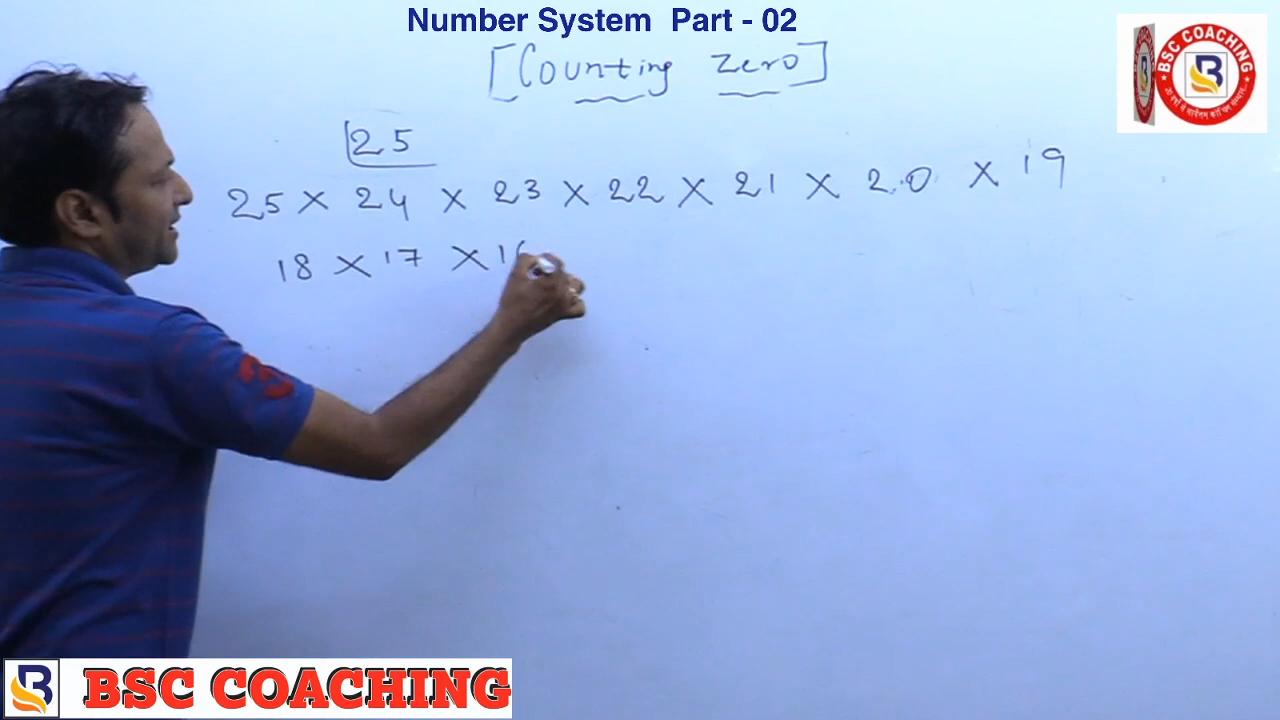 Number System Part - 02
[Counting Zero]
25
25 × 24 × 23 × 22 × 21 × 20 × 19
18 × 17 × 16
BSC COACHING
B
B
BSC COACHING